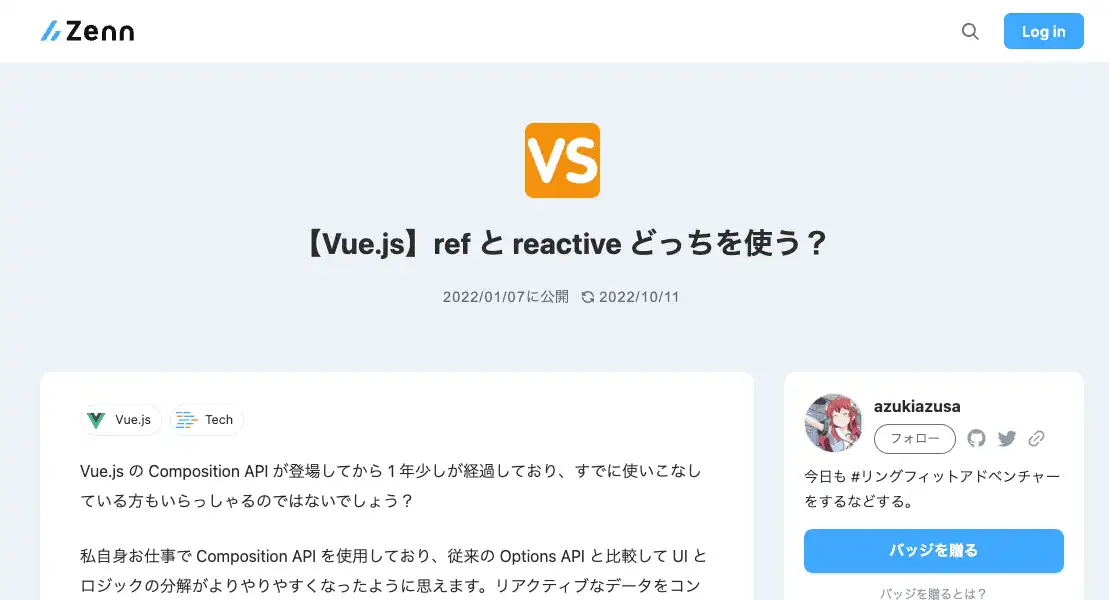 Zenn
Log in
VS
【Vue.js】ref と reactive どっちを使う？
2022/01/07に公開 2022/10/11
Vue.js Tech
Vue.js の Composition API が登場してから 1 年少しが経過しており、すでに使いこなし
ている方もいらっしゃるのではないでしょう？
私自身お仕事で Composition API を使用しており、従来の Options API と比較して UI と
ロジックの分解がよりやりやすくなったように思えます。リアクティブなデータをコン
azukiazusa
フォロー
今日も #リングフィットアドベンチャー
をするなどする。
バッジを贈る
バッジを贈るとは？